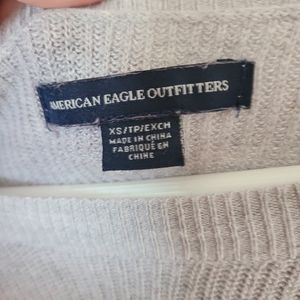 AMERICAN EAGLE OUTFITTERS
XS/TP/EXCH
MADE IN CHINA
FABRIQUÉ EN
CHINE